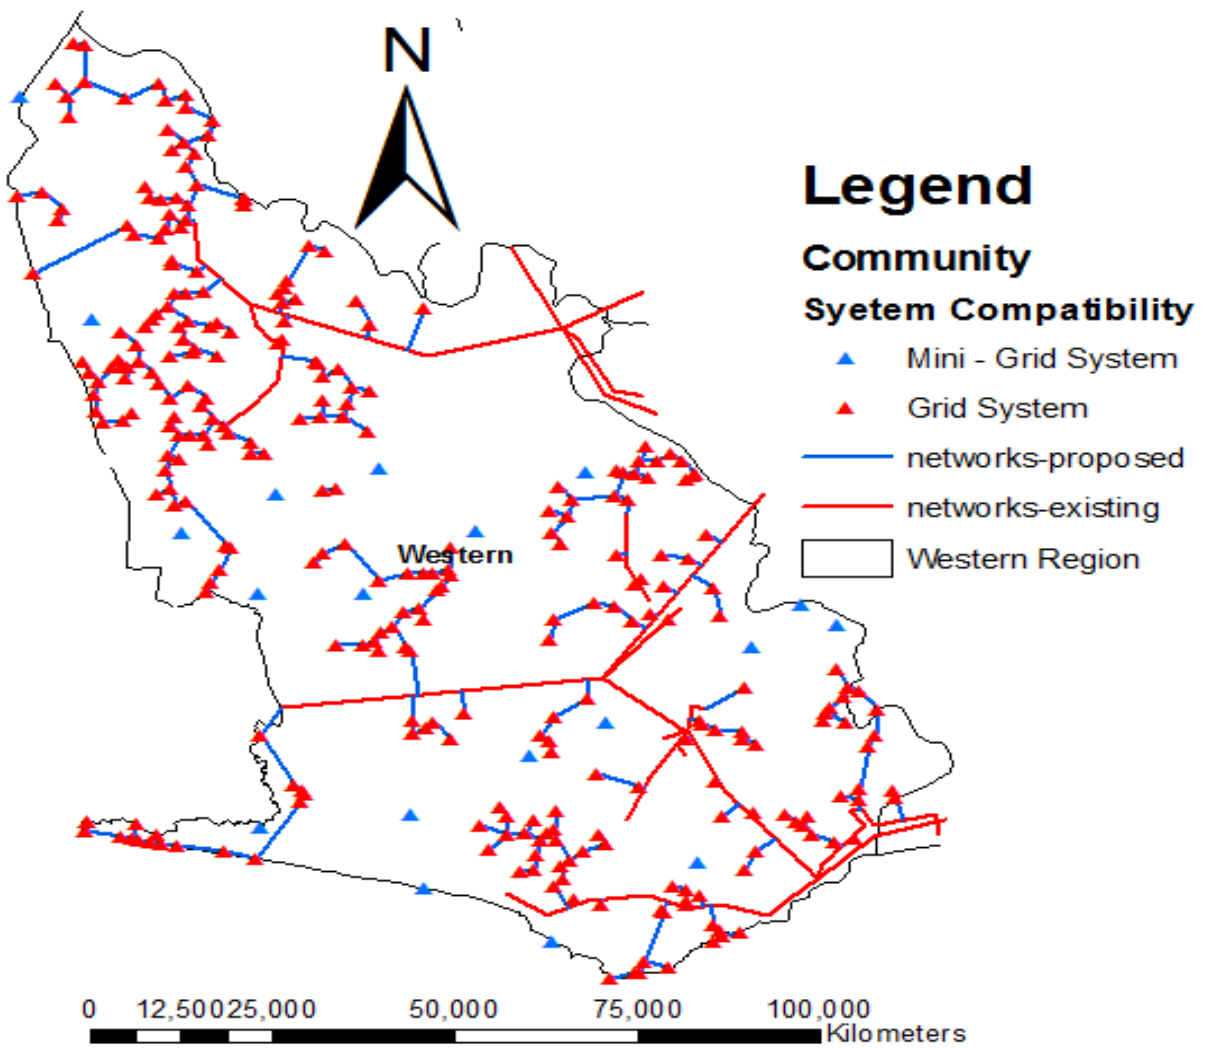 N
Legend
Community
Syetem Compatibility
Mini - Grid System
Grid System
networks-proposed
networks-existing
Western Region
Western
0 12,50025,000 50,000 75,000 100,000
Kilometers